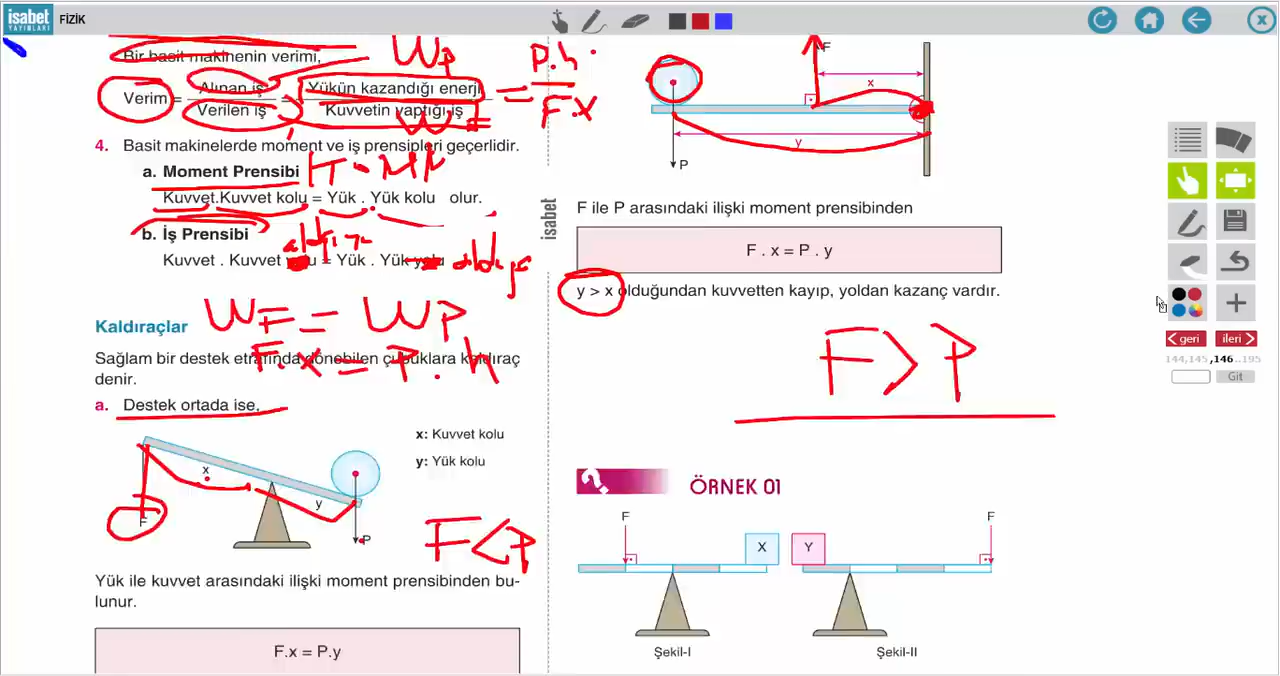 isabet
YAYINLARI
FİZİK
Bir basit makinenin verimi,
Wp
Verim = Alınan iş / Verilen iş = Yükün kazandığı enerji / Kuvvetin yaptığı iş = P.h / F.x
WF
4. Basit makinelerde moment ve iş prensipleri geçerlidir.
a. Moment Prensibi
Kuvvet.Kuvvet kolu = Yük . Yük kolu olur.
b. İş Prensibi
Kuvvet . Kuvvet yolu = Yük . Yük yolu
WF = WP
F.x = P.h
Kaldıraçlar
Sağlam bir destek etrafında dönebilen çubuklara kaldıraç
denir.
a. Destek ortada ise,
x: Kuvvet kolu
y: Yük kolu
x
y
F
P
F < P
Yük ile kuvvet arasındaki ilişki moment prensibinden bu-
lunur.
F.x = P.y
isabet
F
x
y
P
F ile P arasındaki ilişki moment prensibinden
F . x = P . y
y > x olduğundan kuvvetten kayıp, yoldan kazanç vardır.
F > P
ÖRNEK 01
F
X
Y
F
Şekil-I
Şekil-II
geri
ileri
144,145,146...195
Git